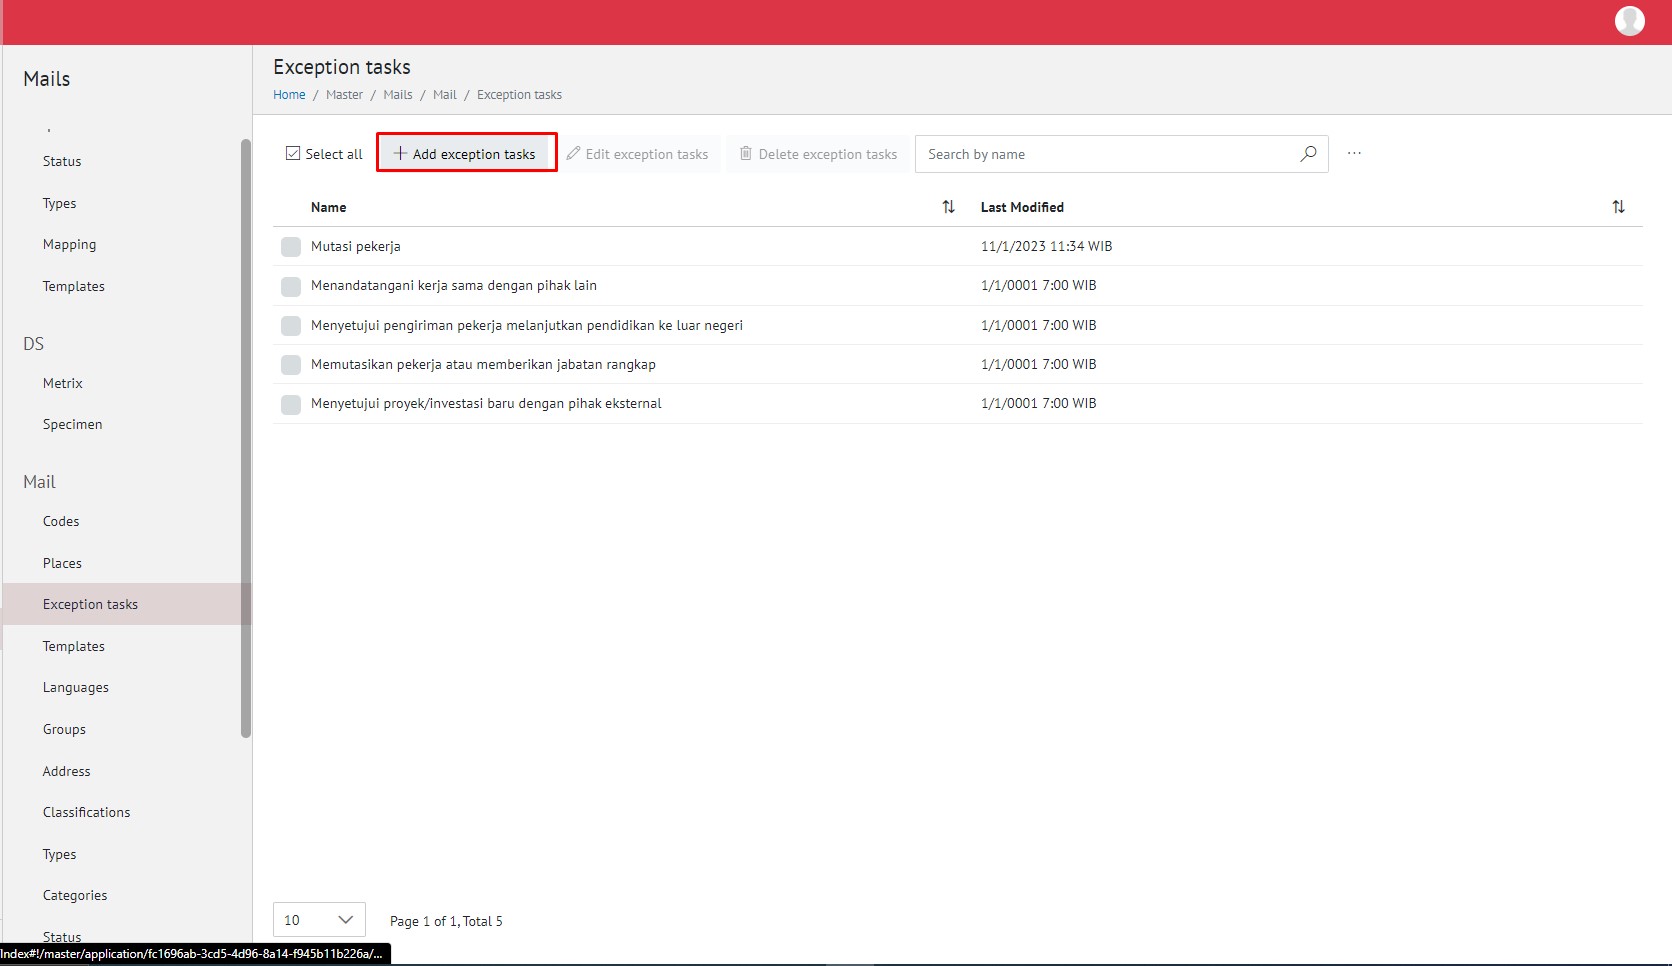 Mails
Status
Types
Mapping
Templates
DS
Metrix
Specimen
Mail
Codes
Places
Exception tasks
Templates
Languages
Groups
Address
Classifications
Types
Categories
Status
Index#!/master/application/fc1696ab-3cd5-4d96-8a14-f945b11b226a/...
Exception tasks
Home / Master / Mails / Mail / Exception tasks
Select all + Add exception tasks Edit exception tasks Delete exception tasks Search by name ...
Name Last Modified
Mutasi pekerja 11/1/2023 11:34 WIB
Menandatangani kerja sama dengan pihak lain 1/1/0001 7:00 WIB
Menyetujui pengiriman pekerja melanjutkan pendidikan ke luar negeri 1/1/0001 7:00 WIB
Memutasikan pekerja atau memberikan jabatan rangkap 1/1/0001 7:00 WIB
Menyetujui proyek/investasi baru dengan pihak eksternal 1/1/0001 7:00 WIB
10 Page 1 of 1, Total 5